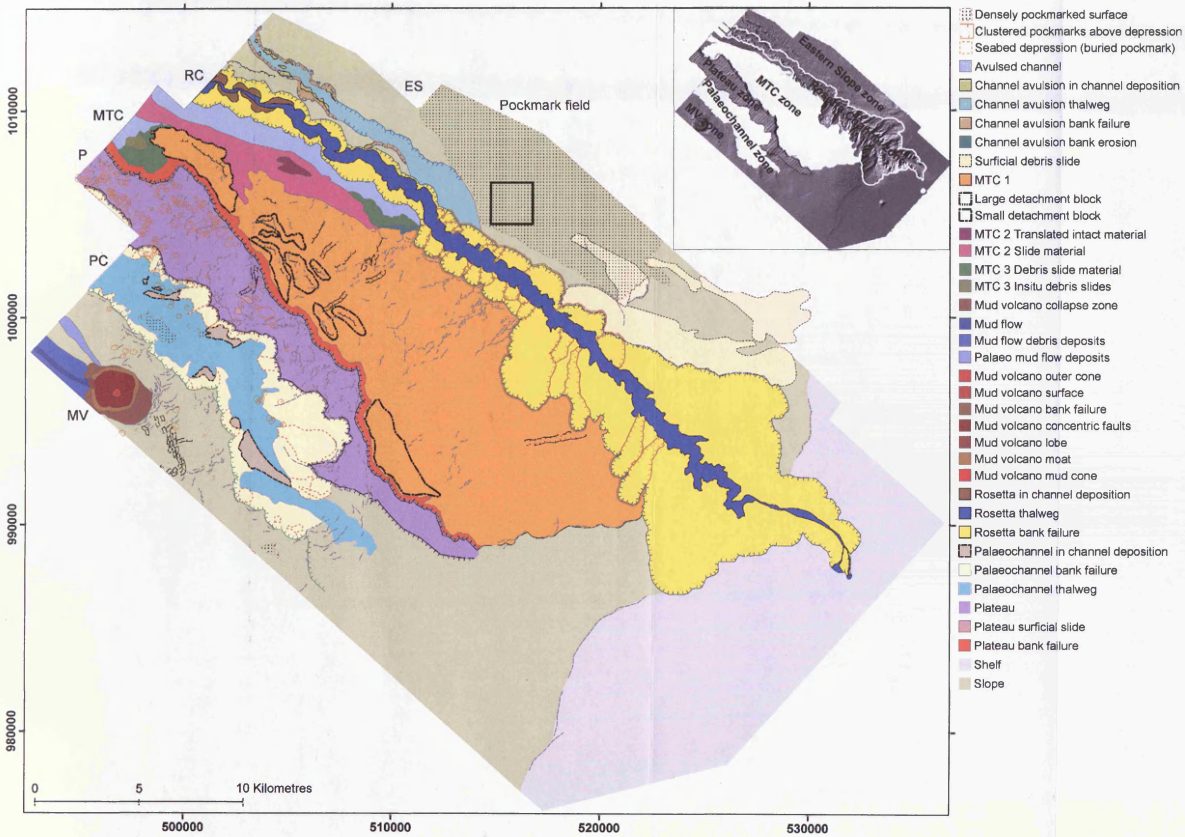 RC
ES
Pockmark field
MTC
P
PC
MV
Eastern Slope zone
MTC zone
Plateau zone
Palaeochannel zone
MV zone
1010000
1000000
990000
980000
0 5 10 Kilometres
500000 510000 520000 530000
Densely pockmarked surface
Clustered pockmarks above depression
Seabed depression (buried pockmark)
Avulsed channel
Channel avulsion in channel deposition
Channel avulsion thalweg
Channel avulsion bank failure
Channel avulsion bank erosion
Surficial debris slide
MTC 1
Large detachment block
Small detachment block
MTC 2 Translated intact material
MTC 2 Slide material
MTC 3 Debris slide material
MTC 3 Insitu debris slides
Mud volcano collapse zone
Mud flow
Mud flow debris deposits
Palaeo mud flow deposits
Mud volcano outer cone
Mud volcano surface
Mud volcano bank failure
Mud volcano concentric faults
Mud volcano lobe
Mud volcano moat
Mud volcano mud cone
Rosetta in channel deposition
Rosetta thalweg
Rosetta bank failure
Palaeochannel in channel deposition
Palaeochannel bank failure
Palaeochannel thalweg
Plateau
Plateau surficial slide
Plateau bank failure
Shelf
Slope